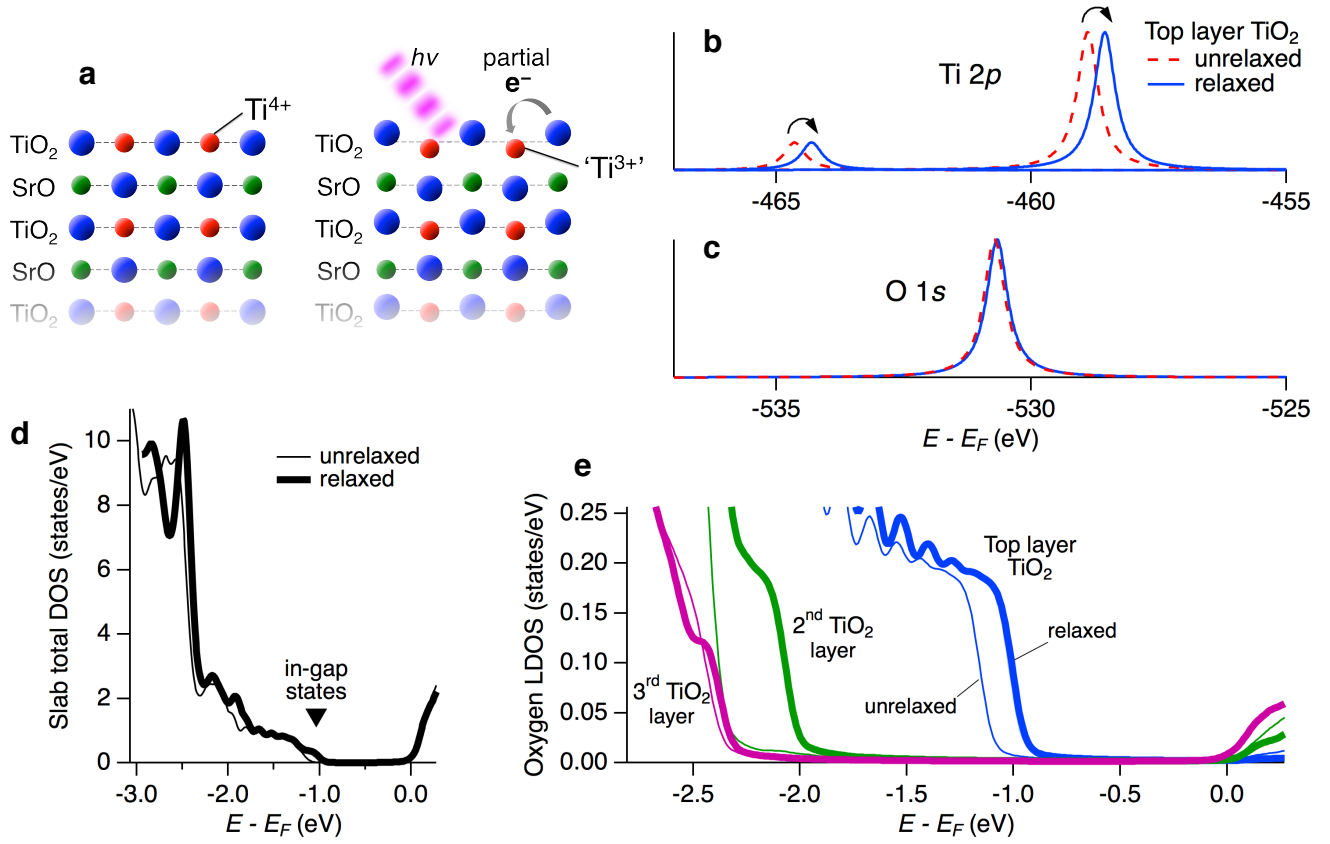 a
Ti4+
TiO2
SrO
TiO2
SrO
TiO2
hν
partial
e−
'Ti3+'
TiO2
SrO
TiO2
SrO
TiO2
b
Ti 2p
Top layer TiO2
unrelaxed
relaxed
-465
-460
-455
c
O 1s
-535
-530
-525
E - EF (eV)
d
Slab total DOS (states/eV)
10
8
6
4
2
0
unrelaxed
relaxed
in-gap
states
-3.0
-2.0
-1.0
0.0
E - EF (eV)
e
Oxygen LDOS (states/eV)
0.25
0.20
0.15
0.10
0.05
0.00
Top layer
TiO2
relaxed
unrelaxed
2nd TiO2
layer
3rd TiO2
layer
-2.5
-2.0
-1.5
-1.0
-0.5
0.0
E - EF (eV)